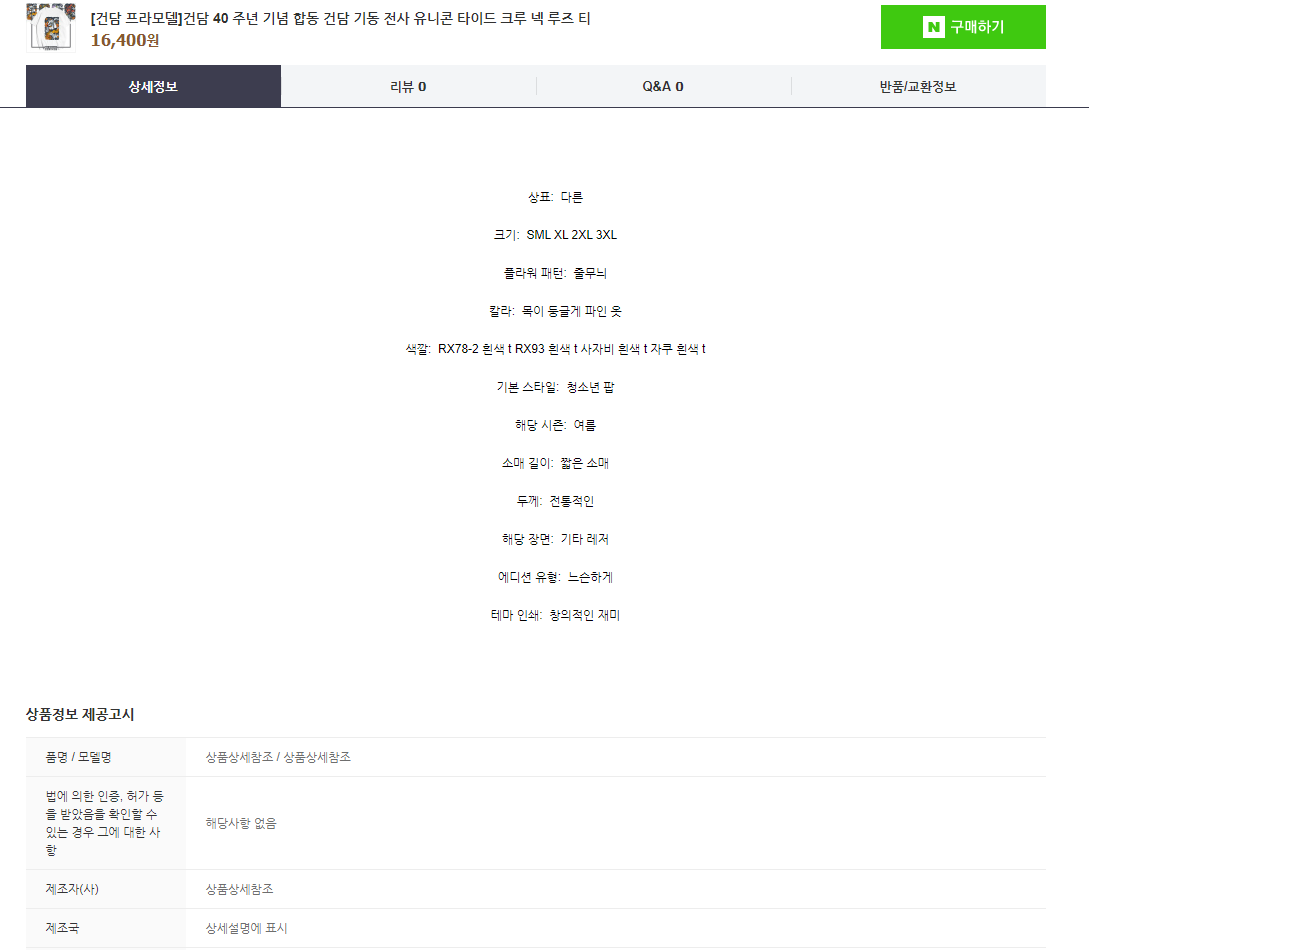 [건담 프라모델]건담 40 주년 기념 합동 건담 기동 전사 유니콘 타이드 크루 넥 루즈 티
16,400원
N 구매하기
상세정보
리뷰 0
Q&A 0
반품/교환정보
상표: 다른
크기: SML XL 2XL 3XL
플라워 패턴: 줄무늬
칼라: 목이 둥글게 파인 옷
색깔: RX78-2 흰색 t RX93 흰색 t 사자비 흰색 t 자쿠 흰색 t
기본 스타일: 청소년 팝
해당 시즌: 여름
소매 길이: 짧은 소매
두께: 전통적인
해당 장면: 기타 레저
에디션 유형: 느슨하게
테마 인쇄: 창의적인 재미
상품정보 제공고시
품명 / 모델명
상품상세참조 / 상품상세참조
법에 의한 인증, 허가 등
을 받았음을 확인할 수
있는 경우 그에 대한 사
항
해당사항 없음
제조자(사)
상품상세참조
제조국
상세설명에 표시